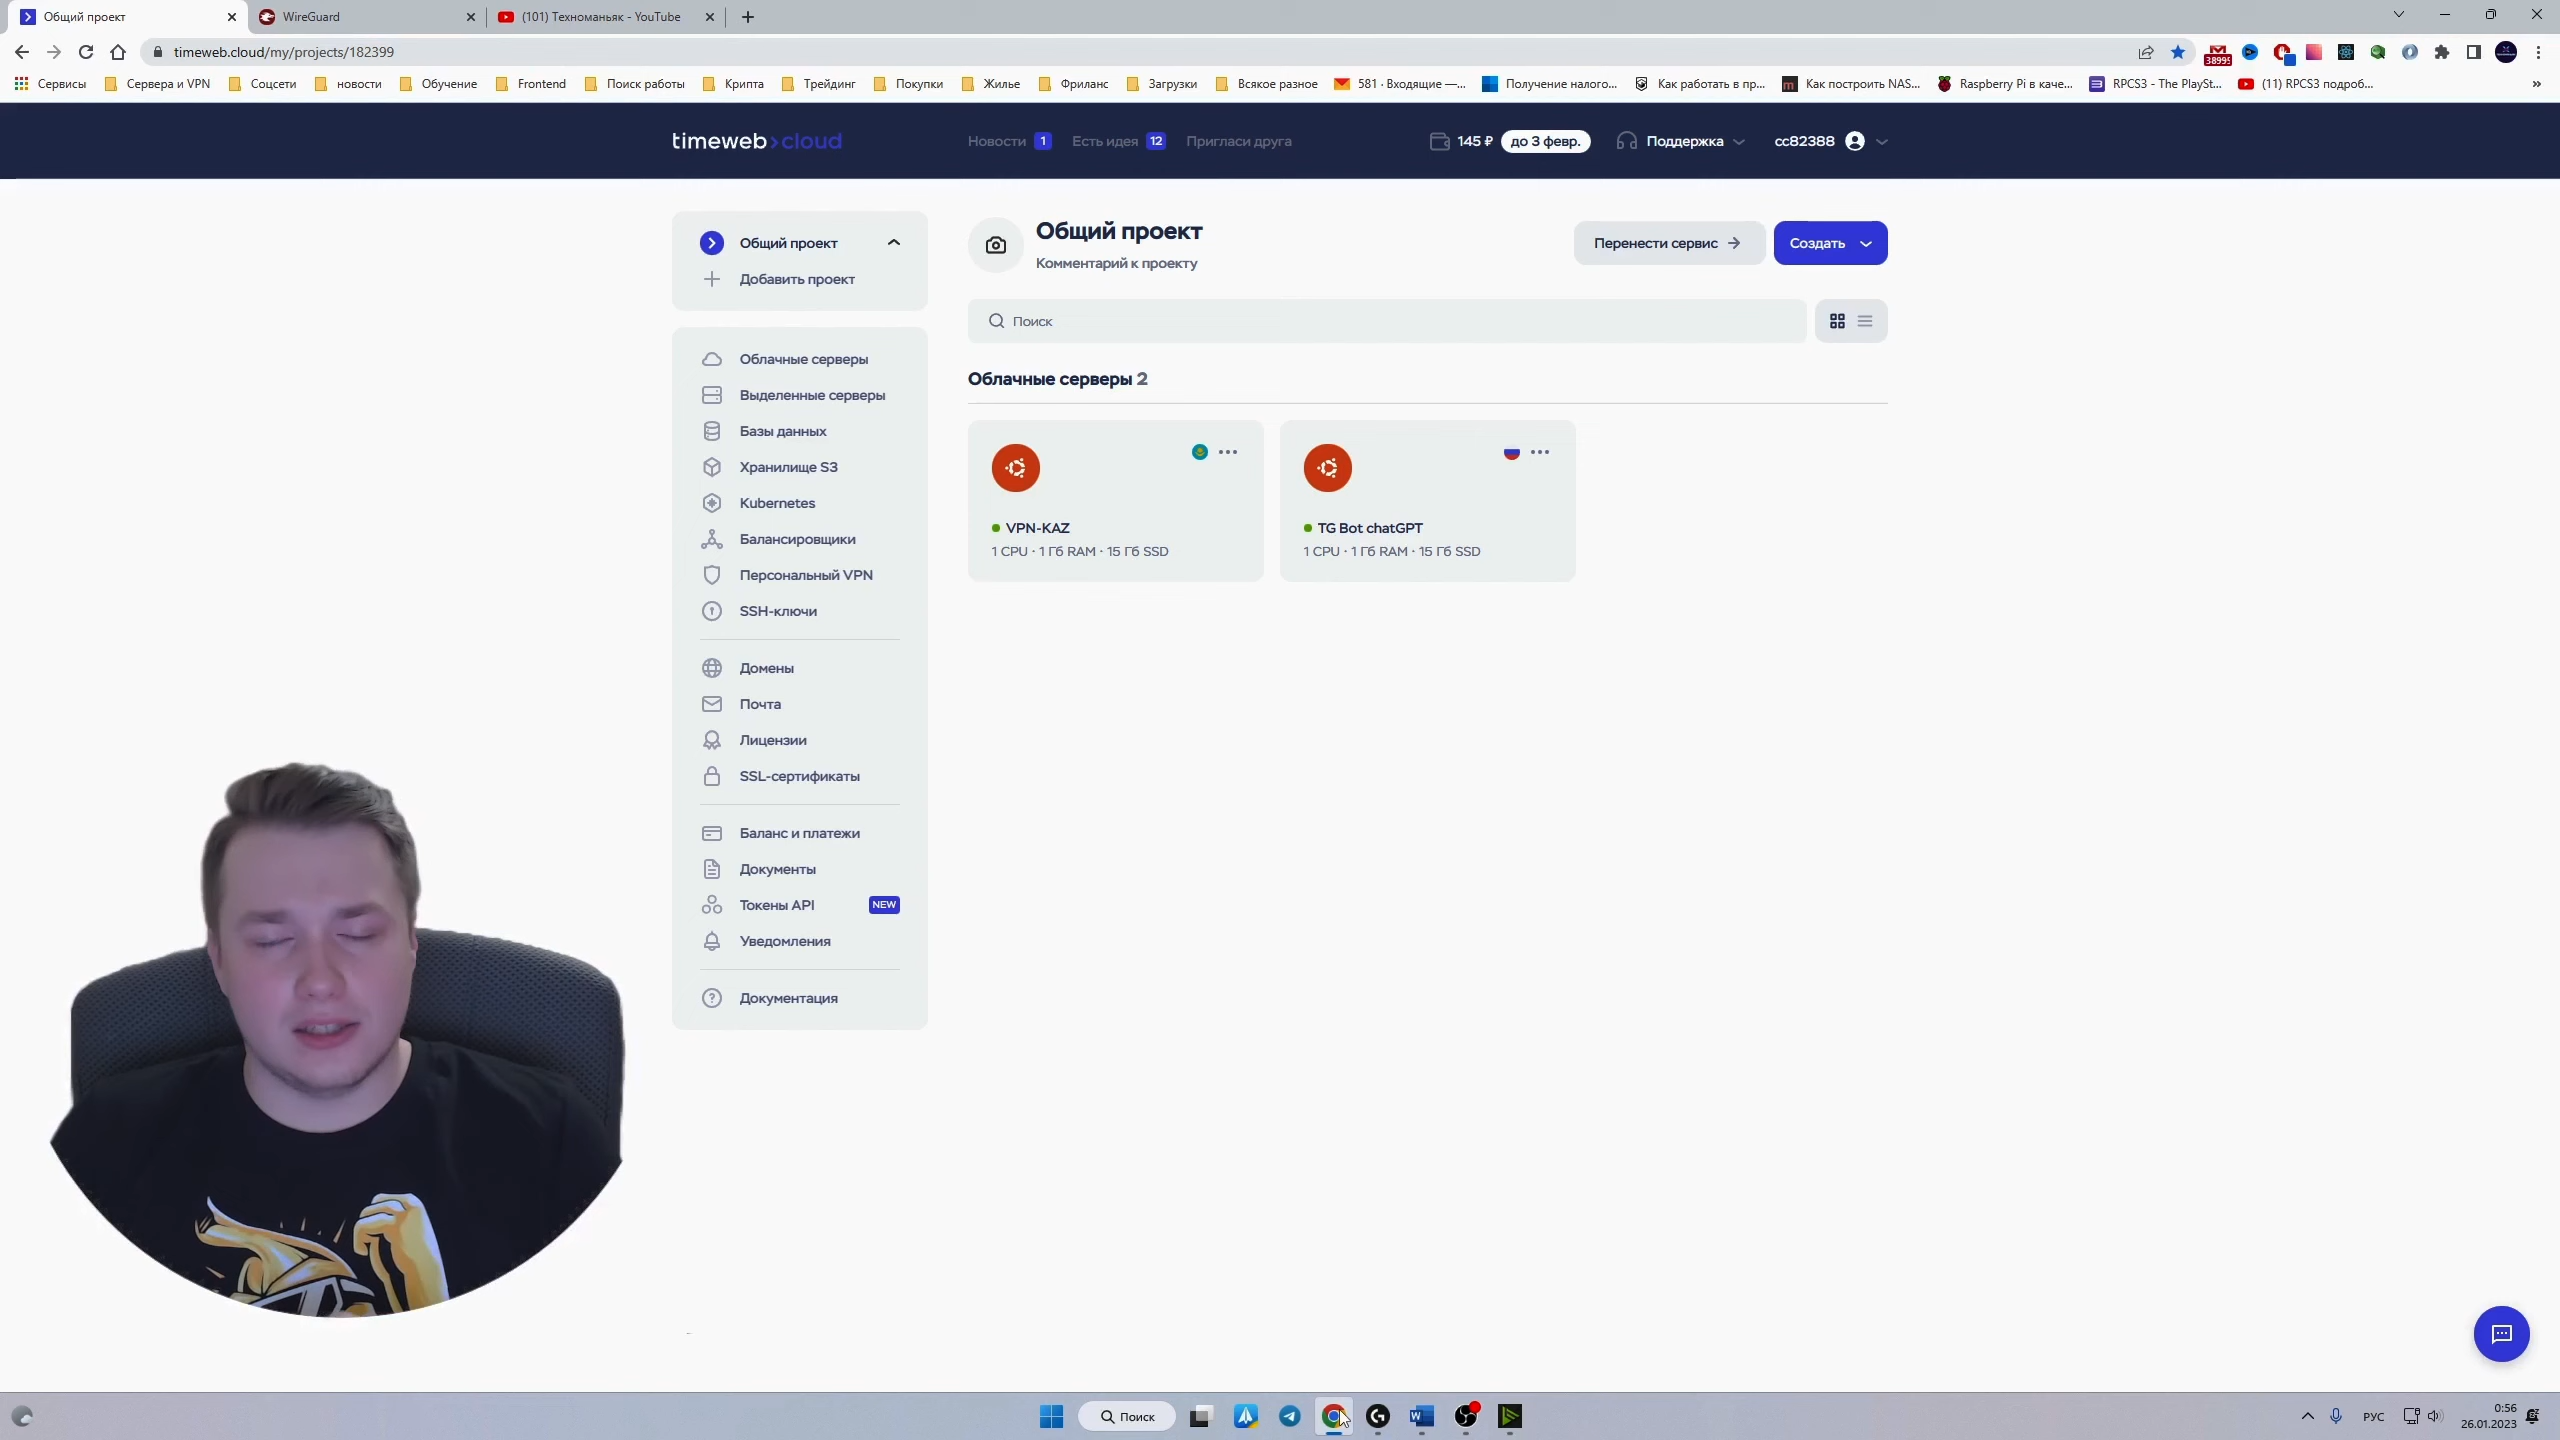 Общий проект
WireGuard
(101) Техноманьяк - YouTube
timeweb.cloud/my/projects/182399
38995
Сервисы
Сервера и VPN
Соцсети
новости
Обучение
Frontend
Поиск работы
Крипта
Трейдинг
Покупки
Жилье
Фриланс
Загрузки
Всякое разное
581 · Входящие —...
Получение налого...
Как работать в пр...
Как построить NAS...
Raspberry Pi в каче...
RPCS3 - The PlaySt...
(11) RPCS3 подроб...
»
timeweb>cloud
Новости 1
Есть идея 12
Пригласи друга
145 ₽
до 3 февр.
Поддержка
cc82388
Общий проект
Добавить проект
Облачные серверы
Выделенные серверы
Базы данных
Хранилище S3
Kubernetes
Балансировщики
Персональный VPN
SSH-ключи
Домены
Почта
Лицензии
SSL-сертификаты
Баланс и платежи
Документы
Токены API NEW
Уведомления
Документация
Общий проект
Комментарий к проекту
Перенести сервис
Создать
Поиск
Облачные серверы 2
VPN-KAZ
1 CPU · 1 Гб RAM · 15 Гб SSD
TG Bot chatGPT
1 CPU · 1 Гб RAM · 15 Гб SSD
Поиск
РУС
0:56
26.01.2023